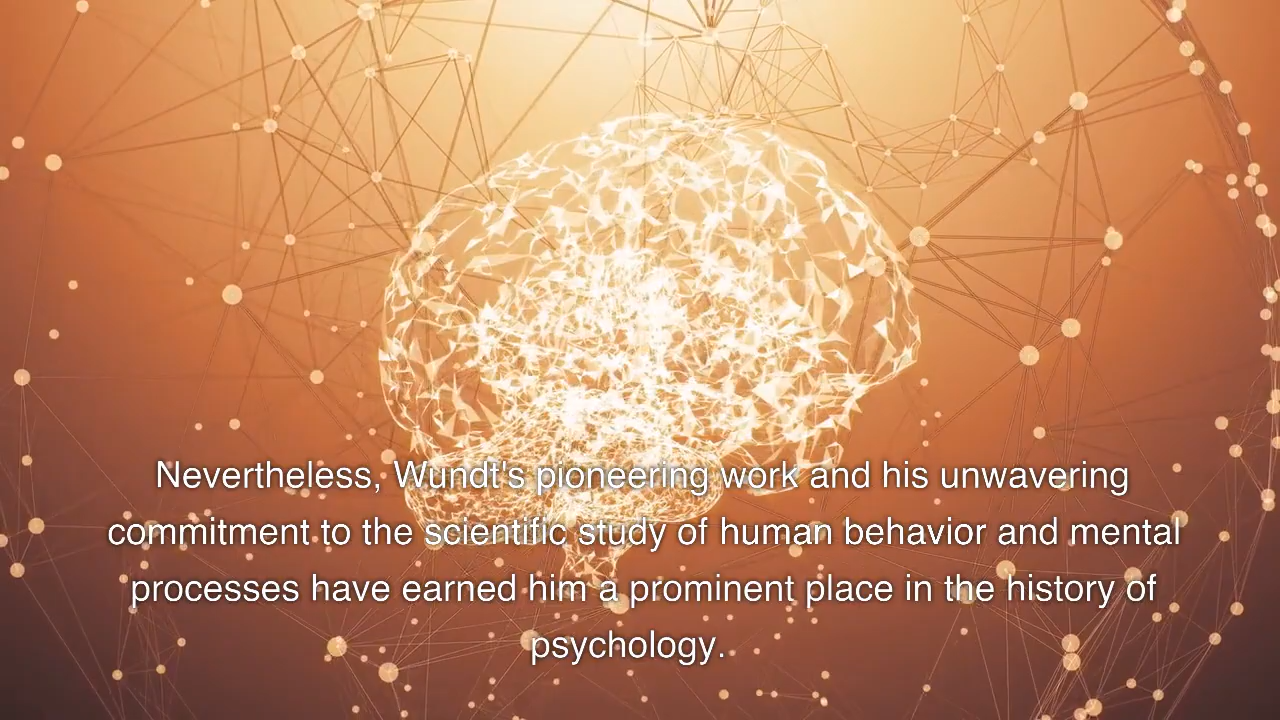 Nevertheless, Wundt's pioneering work and his unwavering
commitment to the scientific study of human behavior and mental
processes have earned him a prominent place in the history of
psychology.